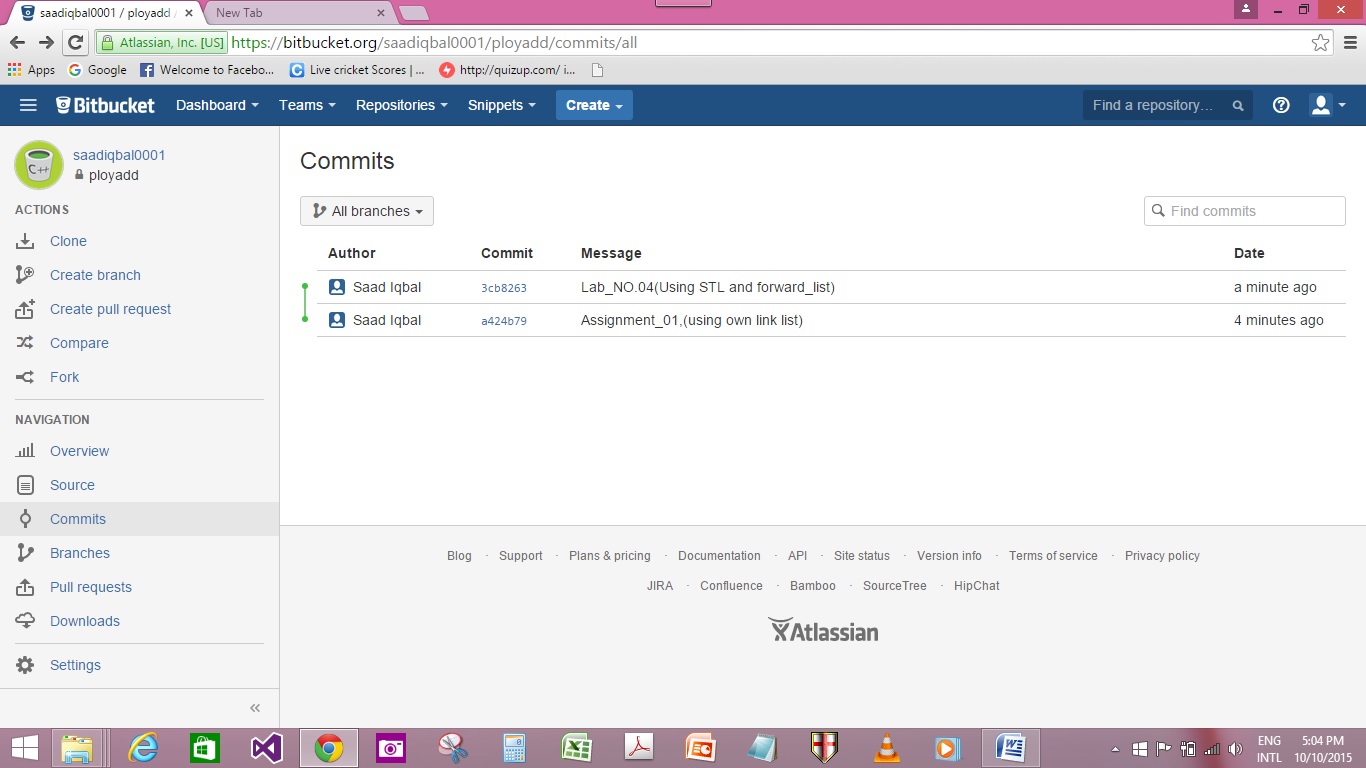 saadiqbal0001 / ployadd
New Tab
Atlassian, Inc. [US] https://bitbucket.org/saadiqbal0001/ployadd/commits/all
Apps Google Welcome to Facebo... Live cricket Scores | ... http://quizup.com/ i...
Bitbucket Dashboard Teams Repositories Snippets Create Find a repository...
C++
saadiqbal0001
ployadd
ACTIONS
Clone
Create branch
Create pull request
Compare
Fork
NAVIGATION
Overview
Source
Commits
Branches
Pull requests
Downloads
Settings
Commits
All branches Find commits
Author Commit Message Date
Saad Iqbal 3cb8263 Lab_NO.04(Using STL and forward_list) a minute ago
Saad Iqbal a424b79 Assignment_01,(using own link list) 4 minutes ago
Blog · Support · Plans & pricing · Documentation · API · Site status · Version info · Terms of service · Privacy policy
JIRA · Confluence · Bamboo · SourceTree · HipChat
Atlassian
ENG 5:04 PM
INTL 10/10/2015